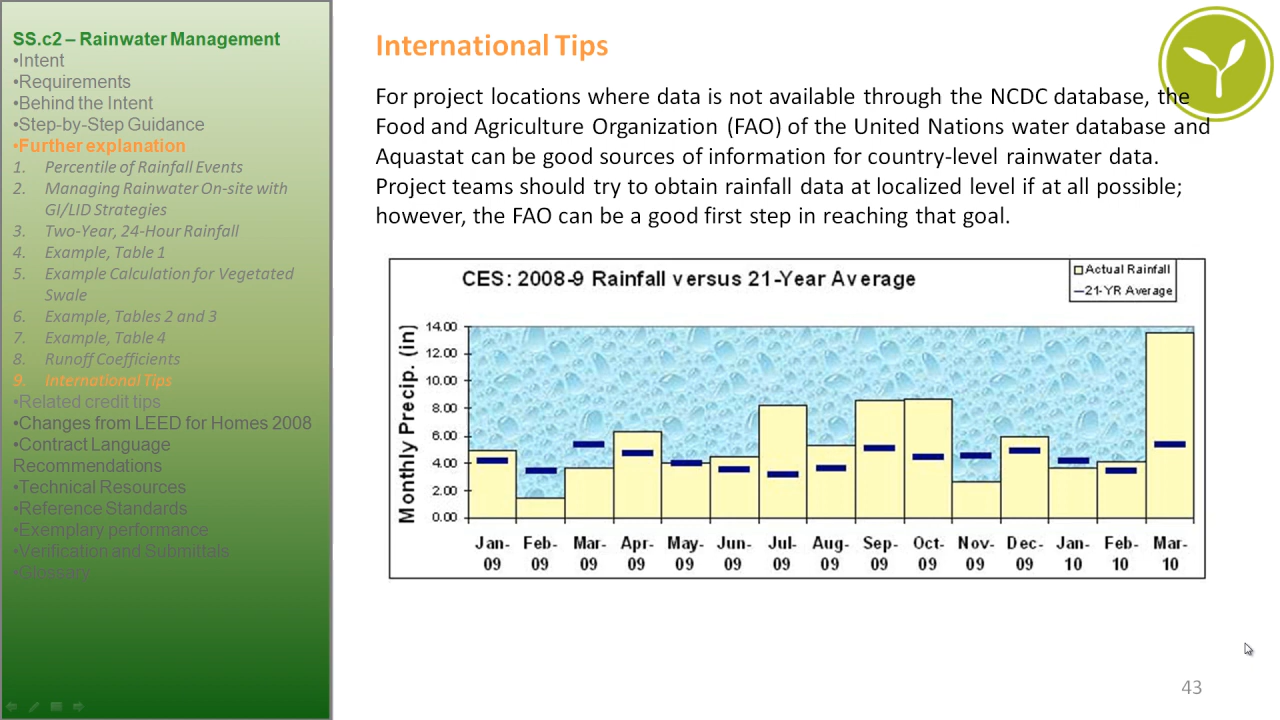 SS.c2 – Rainwater Management
•Intent
•Requirements
•Behind the Intent
•Step-by-Step Guidance
•Further explanation
1. Percentile of Rainfall Events
2. Managing Rainwater On-site with
GI/LID Strategies
3. Two-Year, 24-Hour Rainfall
4. Example, Table 1
5. Example Calculation for Vegetated
Swale
6. Example, Tables 2 and 3
7. Example, Table 4
8. Runoff Coefficients
9. International Tips
•Related credit tips
•Changes from LEED for Homes 2008
•Contract Language
Recommendations
•Technical Resources
•Reference Standards
•Exemplary performance
•Verification and Submittals
•Glossary
International Tips
For project locations where data is not available through the NCDC database, the
Food and Agriculture Organization (FAO) of the United Nations water database and
Aquastat can be good sources of information for country-level rainwater data.
Project teams should try to obtain rainfall data at localized level if at all possible;
however, the FAO can be a good first step in reaching that goal.
CES: 2008-9 Rainfall versus 21-Year Average
Actual Rainfall
21-YR Average
Monthly Precip. (in)
14.00
12.00
10.00
8.00
6.00
4.00
2.00
0.00
Jan- Feb- Mar- Apr- May- Jun- Jul- Aug- Sep- Oct- Nov- Dec- Jan- Feb- Mar-
09 09 09 09 09 09 09 09 09 09 09 09 10 10 10
43